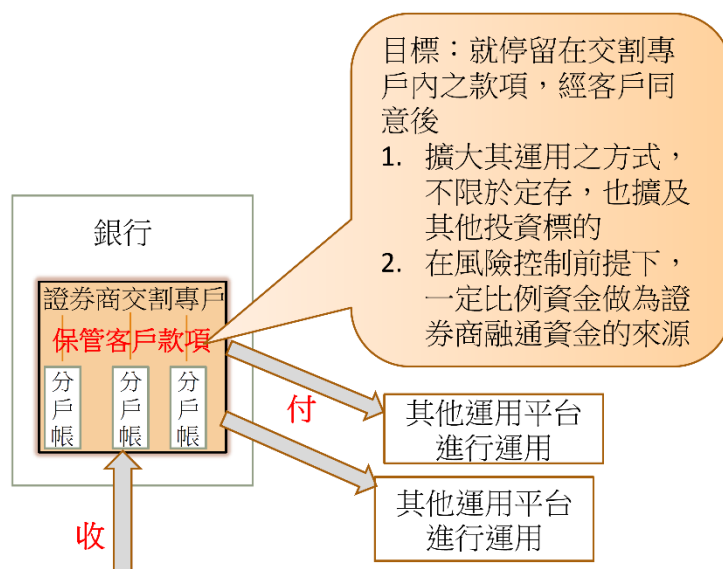 目標：就停留在交割專
戶內之款項，經客戶同
意後
1. 擴大其運用之方式，
不限於定存，也擴及
其他投資標的
2. 在風險控制前提下，
一定比例資金做為證
券商融通資金的來源
銀行
證券商交割專戶
保管客戶款項
分戶帳
分戶帳
分戶帳
付
其他運用平台
進行運用
其他運用平台
進行運用
收